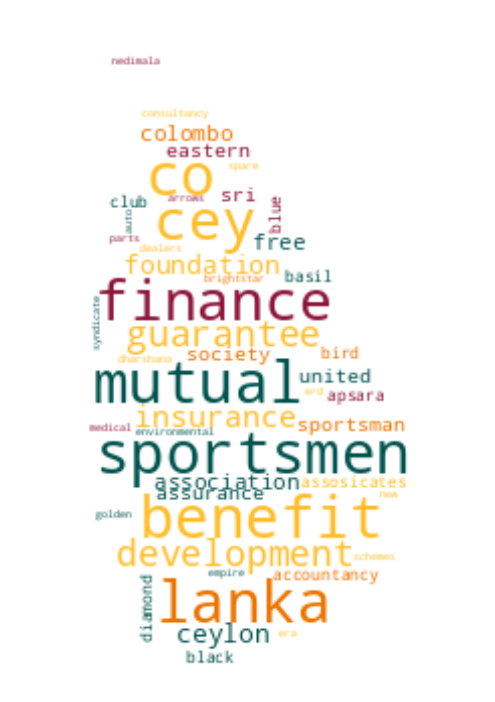 nedimala
consultancy
colombo
eastern
co spare
club arrows sri
auto cey blue
parts free
dealers
foundation basil
brightstar
syndicate finance
guarantee
dharshana society bird
mutual united
erd apsara
insurance sportsman
medical environmental
sportsmen
association assosicates
assurance new
golden benefit
development schemes
empire accountancy
diamond lanka
ceylon era
black